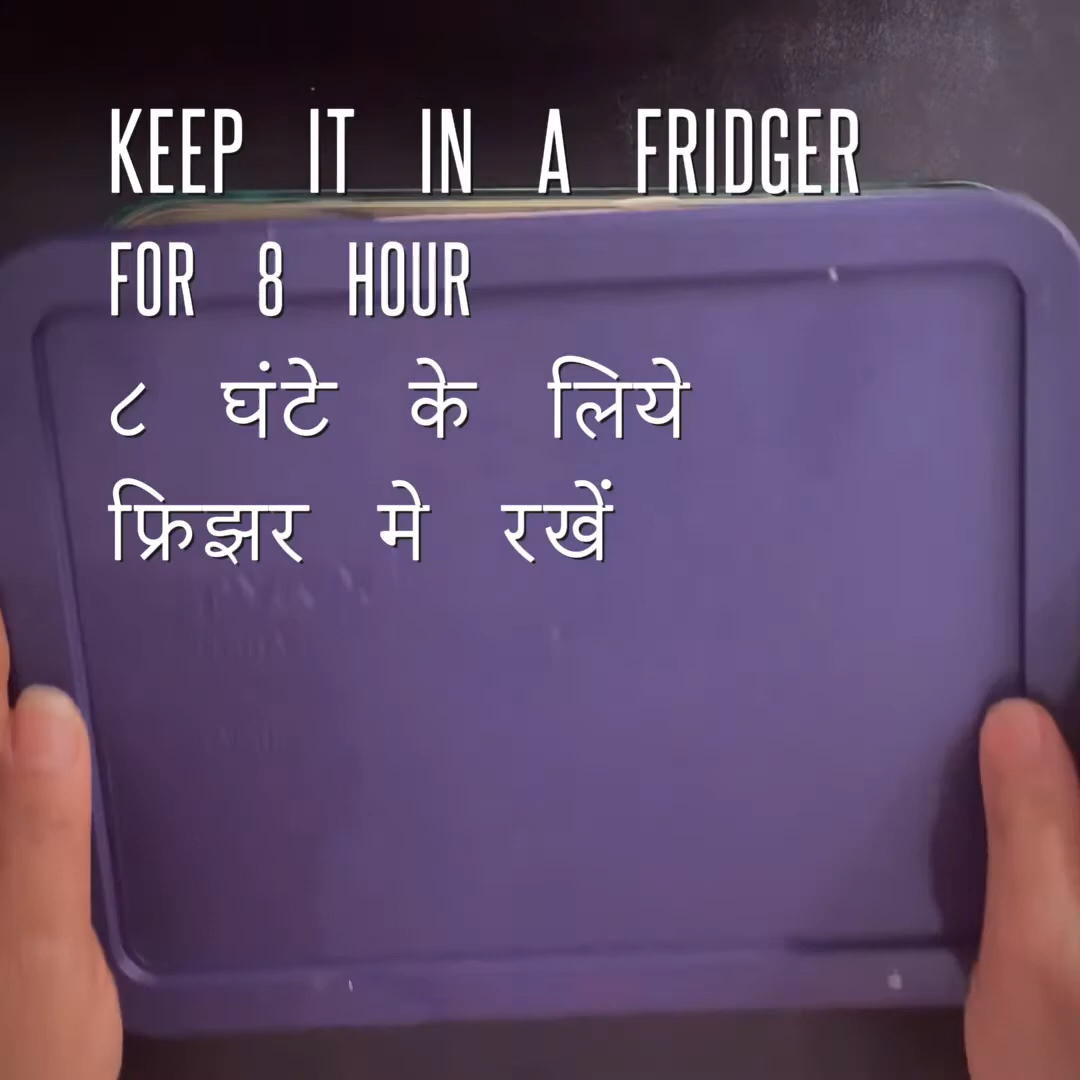 KEEP IT IN A FRIDGER
FOR 8 HOUR
८ घंटे के लिये
फ्रिझर मे रखें